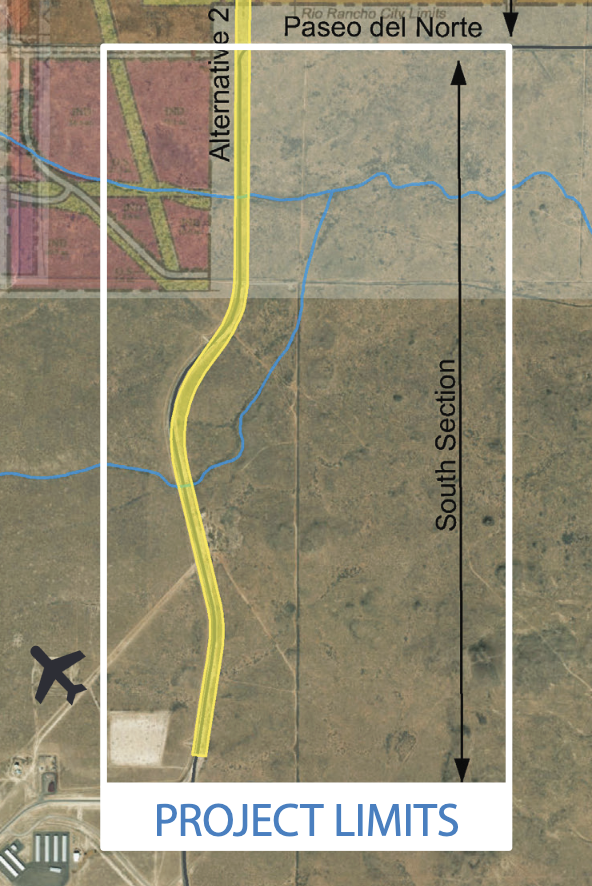 Rio Rancho City Limits
Paseo del Norte
Alternative 2
South Section
PROJECT LIMITS